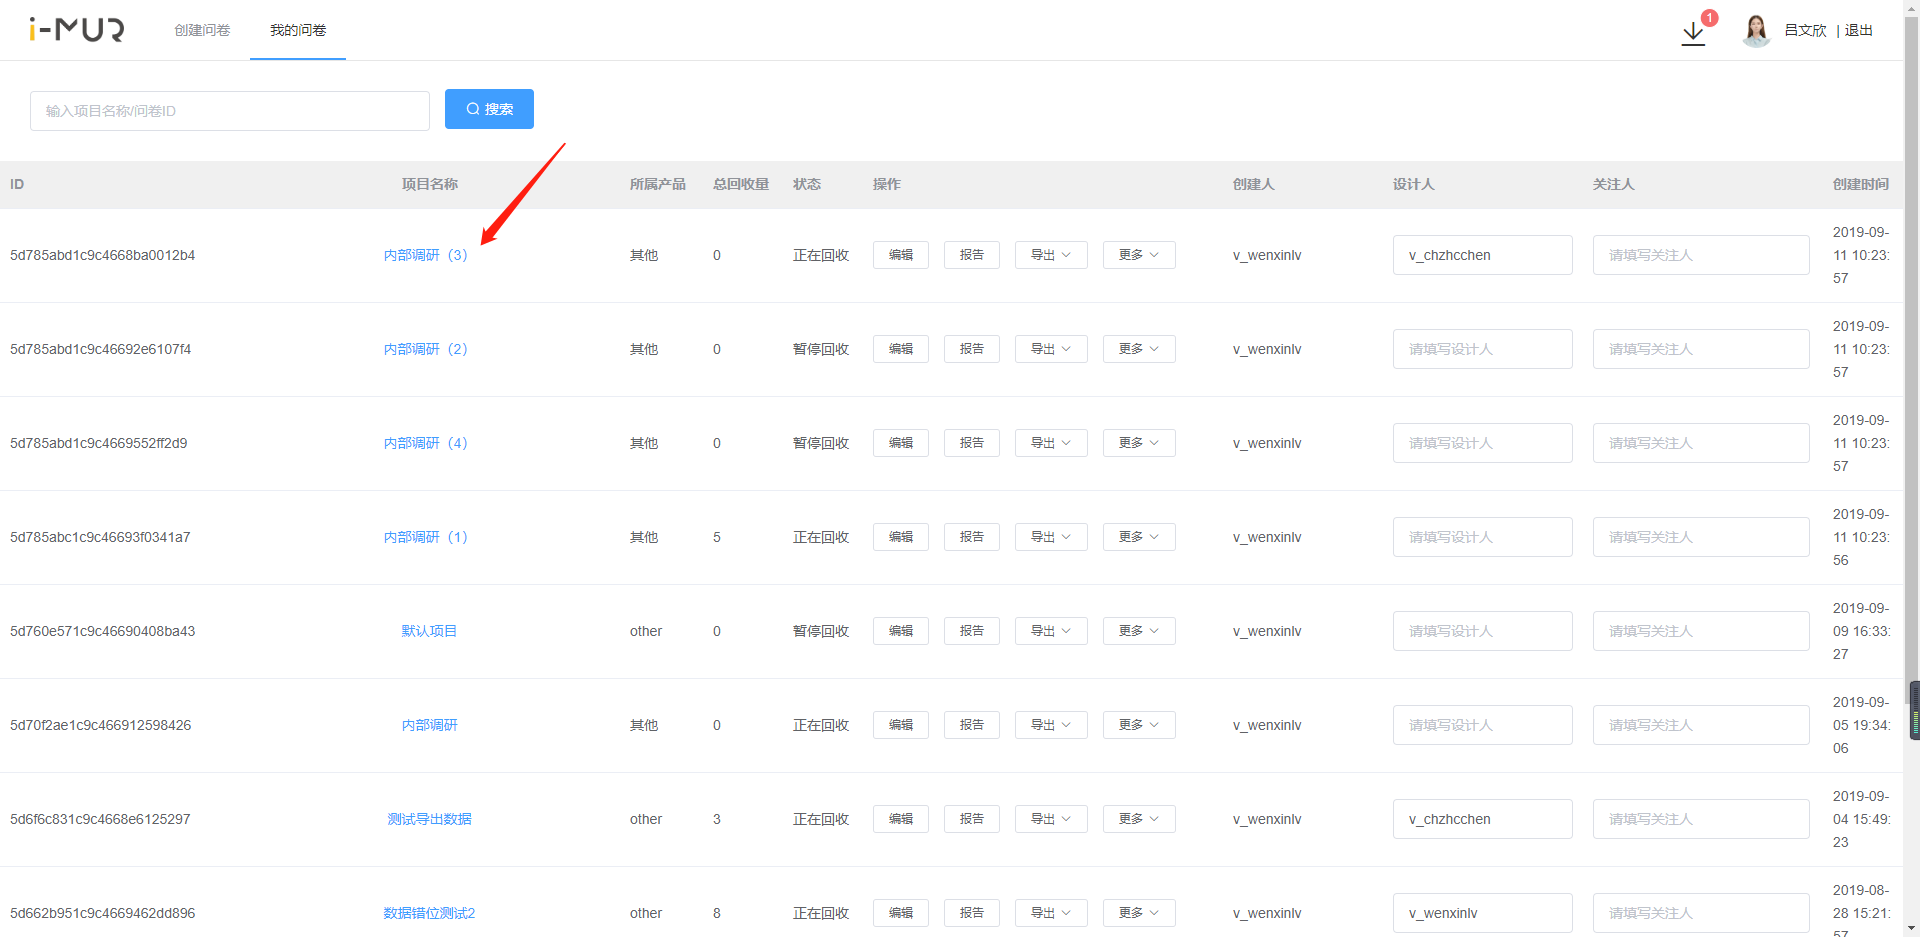 i-MUR 创建问卷 我的问卷 1 吕文欣 | 退出
输入项目名称/问卷ID 搜索
ID 项目名称 所属产品 总回收量 状态 操作 创建人 设计人 关注人 创建时间
5d785abd1c9c4668ba0012b4 内部调研（3） 其他 0 正在回收 编辑 报告 导出 更多 v_wenxinlv v_chzhcchen 请填写关注人 2019-09-
11 10:23:
57
5d785abd1c9c46692e6107f4 内部调研（2） 其他 0 暂停回收 编辑 报告 导出 更多 v_wenxinlv 请填写设计人 请填写关注人 2019-09-
11 10:23:
57
5d785abd1c9c4669552ff2d9 内部调研（4） 其他 0 暂停回收 编辑 报告 导出 更多 v_wenxinlv 请填写设计人 请填写关注人 2019-09-
11 10:23:
57
5d785abc1c9c46693f0341a7 内部调研（1） 其他 5 正在回收 编辑 报告 导出 更多 v_wenxinlv 请填写设计人 请填写关注人 2019-09-
11 10:23:
56
5d760e571c9c46690408ba43 默认项目 other 0 暂停回收 编辑 报告 导出 更多 v_wenxinlv 请填写设计人 请填写关注人 2019-09-
09 16:33:
27
5d70f2ae1c9c466912598426 内部调研 其他 0 正在回收 编辑 报告 导出 更多 v_wenxinlv 请填写设计人 请填写关注人 2019-09-
05 19:34:
06
5d6f6c831c9c4668e6125297 测试导出数据 other 3 正在回收 编辑 报告 导出 更多 v_wenxinlv v_chzhcchen 请填写关注人 2019-09-
04 15:49:
23
5d662b951c9c4669462dd896 数据错位测试2 other 8 正在回收 编辑 报告 导出 更多 v_wenxinlv v_wenxinlv 请填写关注人 2019-08-
28 15:21:
57